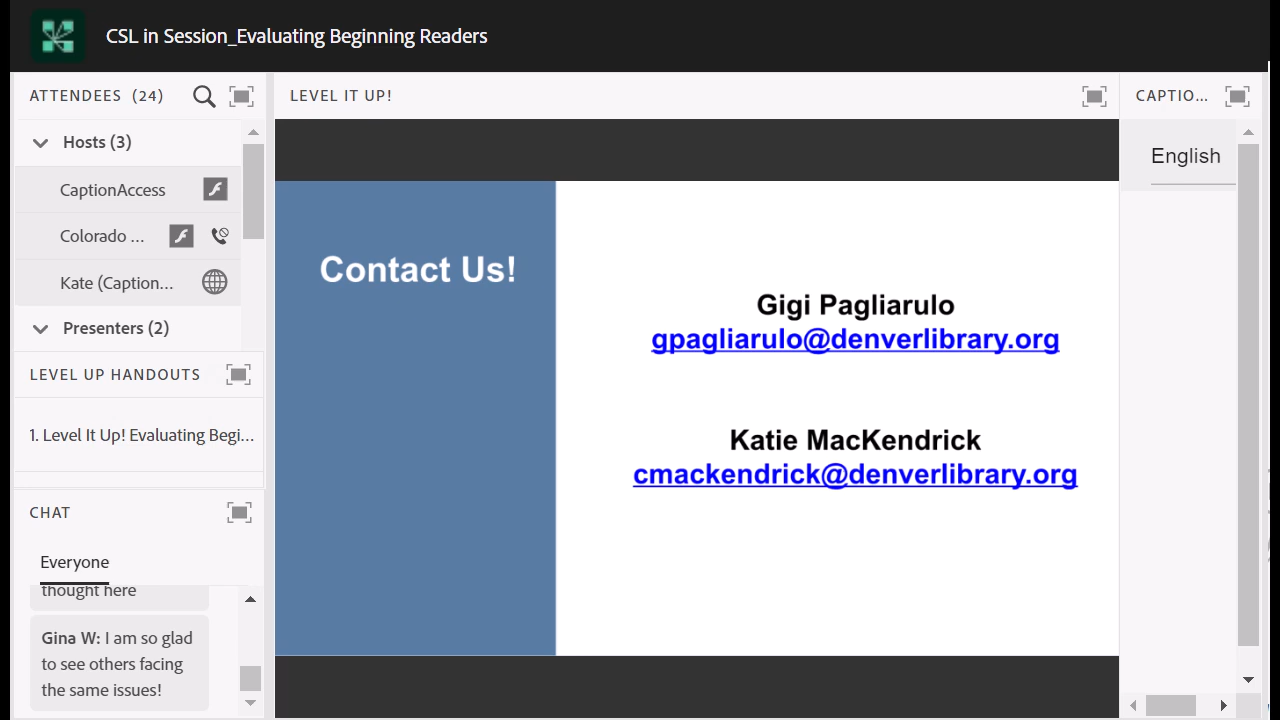 CSL in Session_Evaluating Beginning Readers
ATTENDEES (24)
Hosts (3)
CaptionAccess
Colorado ...
Kate (Caption...
Presenters (2)
LEVEL UP HANDOUTS
1. Level It Up! Evaluating Begi...
CHAT
Everyone
thought here
Gina W: I am so glad
to see others facing
the same issues!
LEVEL IT UP!
Contact Us!
Gigi Pagliarulo
gpagliarulo@denverlibrary.org
Katie MacKendrick
cmackendrick@denverlibrary.org
CAPTIO...
English